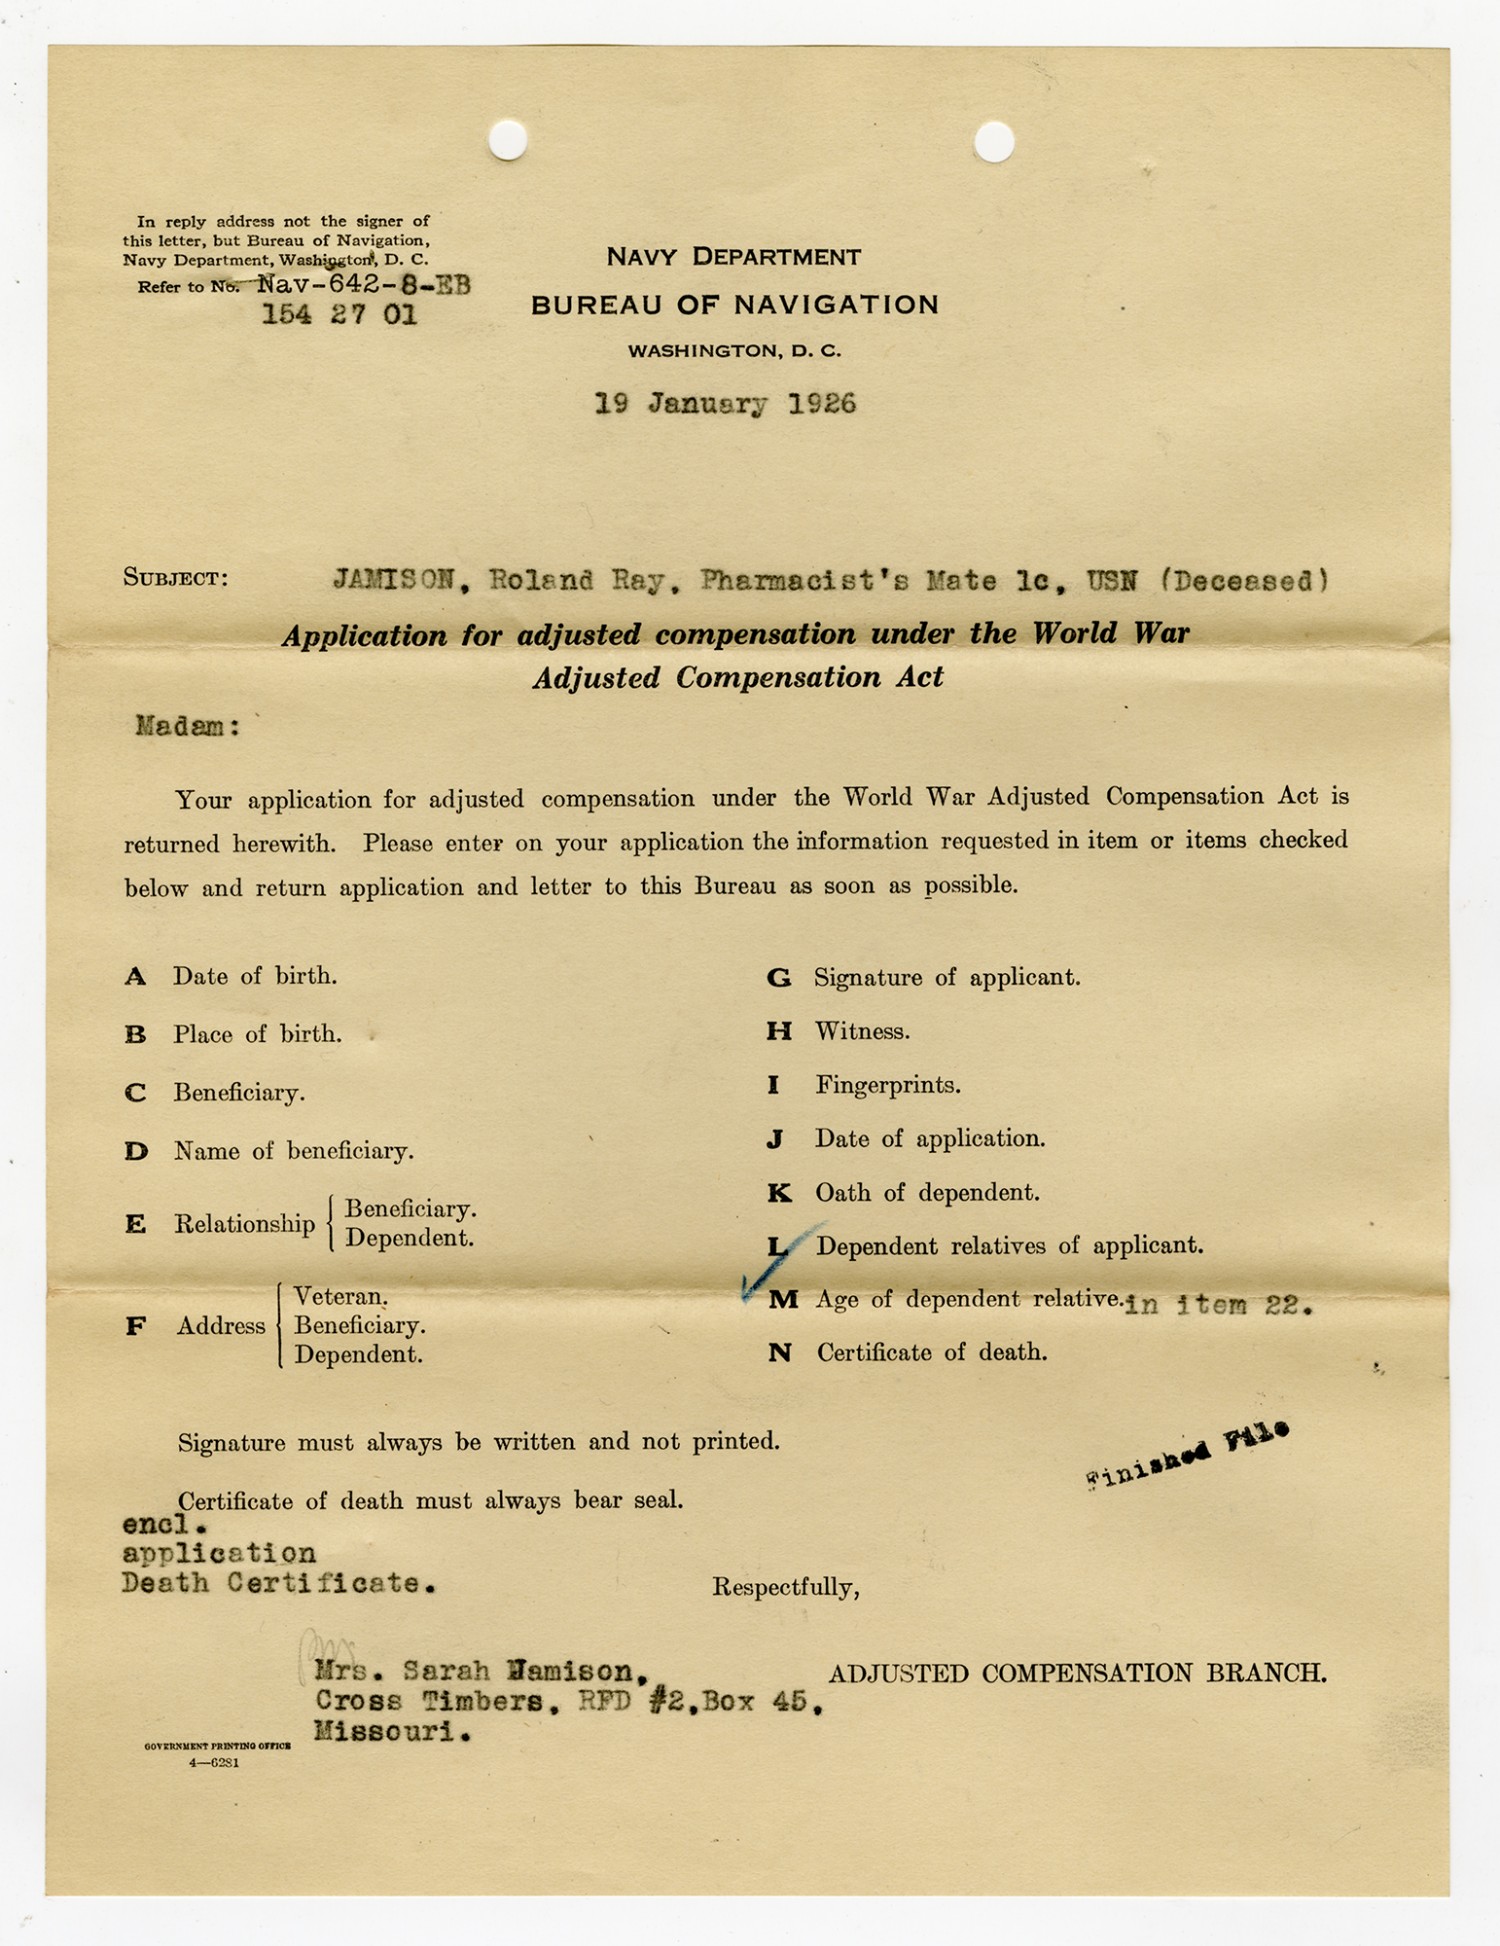 In reply address not the signer of
this letter, but Bureau of Navigation,
Navy Department, Washington, D. C.
Refer to No. Nav-642-8-EB
154 27 01
NAVY DEPARTMENT
BUREAU OF NAVIGATION
WASHINGTON, D. C.
19 January 1926
SUBJECT: JAMISON, Roland Ray, Pharmacist's Mate 1c, USN (Deceased)
Application for adjusted compensation under the World War
Adjusted Compensation Act
Madam:
Your application for adjusted compensation under the World War Adjusted Compensation Act is
returned herewith. Please enter on your application the information requested in item or items checked
below and return application and letter to this Bureau as soon as possible.
A Date of birth.
B Place of birth.
C Beneficiary.
D Name of beneficiary.
E Relationship { Beneficiary.
Dependent.
F Address { Veteran.
Beneficiary.
Dependent.
G Signature of applicant.
H Witness.
I Fingerprints.
J Date of application.
K Oath of dependent.
L Dependent relatives of applicant.
M Age of dependent relative. in item 22.
N Certificate of death.
Signature must always be written and not printed.
Finished File
Certificate of death must always bear seal.
encl.
application
Death Certificate.
Respectfully,
Mrs. Sarah Jamison,
Cross Timbers, RFD #2, Box 45,
Missouri.
ADJUSTED COMPENSATION BRANCH.
GOVERNMENT PRINTING OFFICE
4—6281